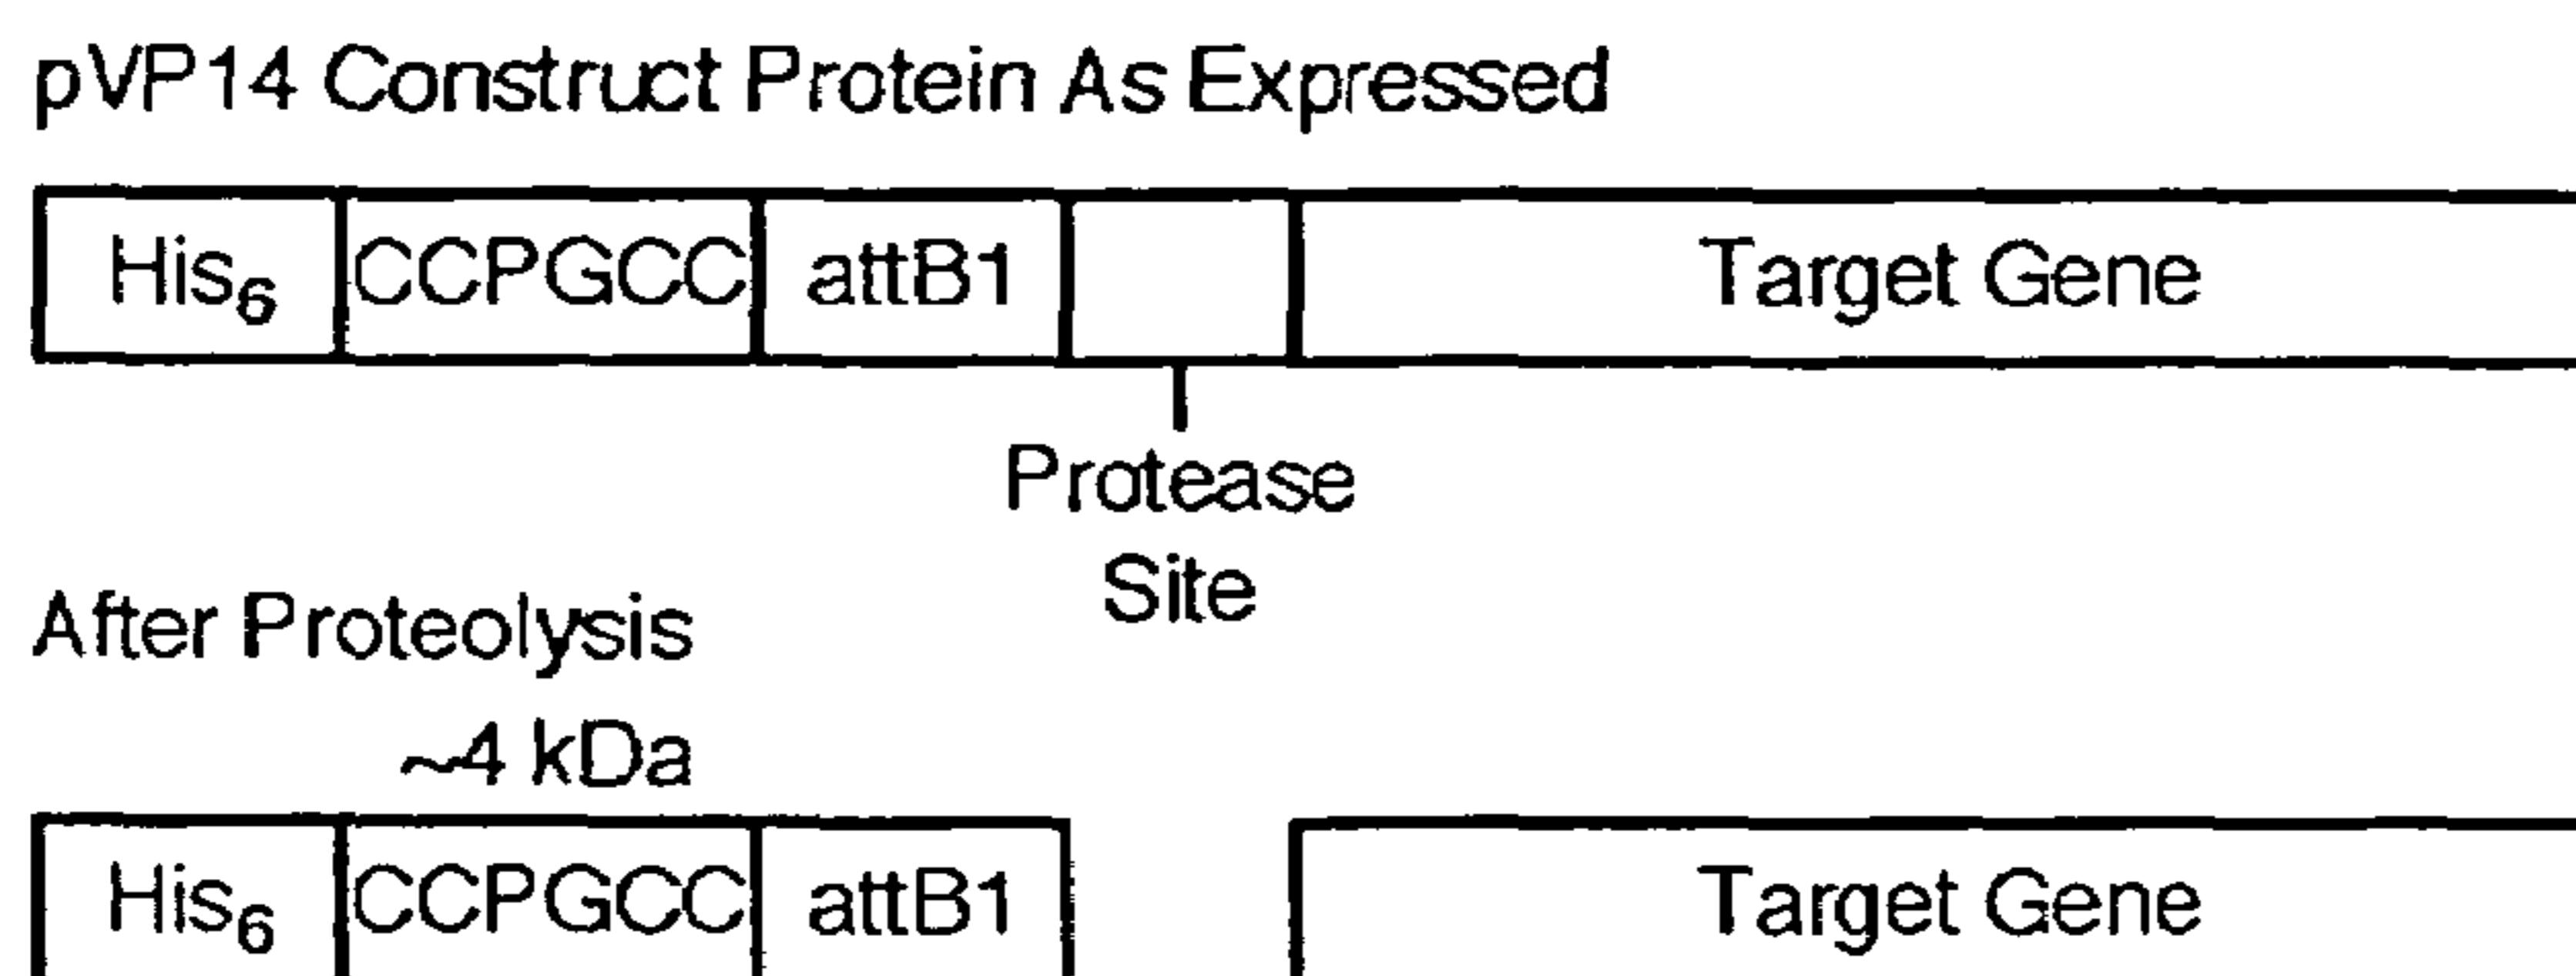 pVP14 Construct Protein As Expressed
His₆ CCPGCC attB1 Target Gene
Protease
Site
After Proteolysis
~4 kDa
His₆ CCPGCC attB1 Target Gene